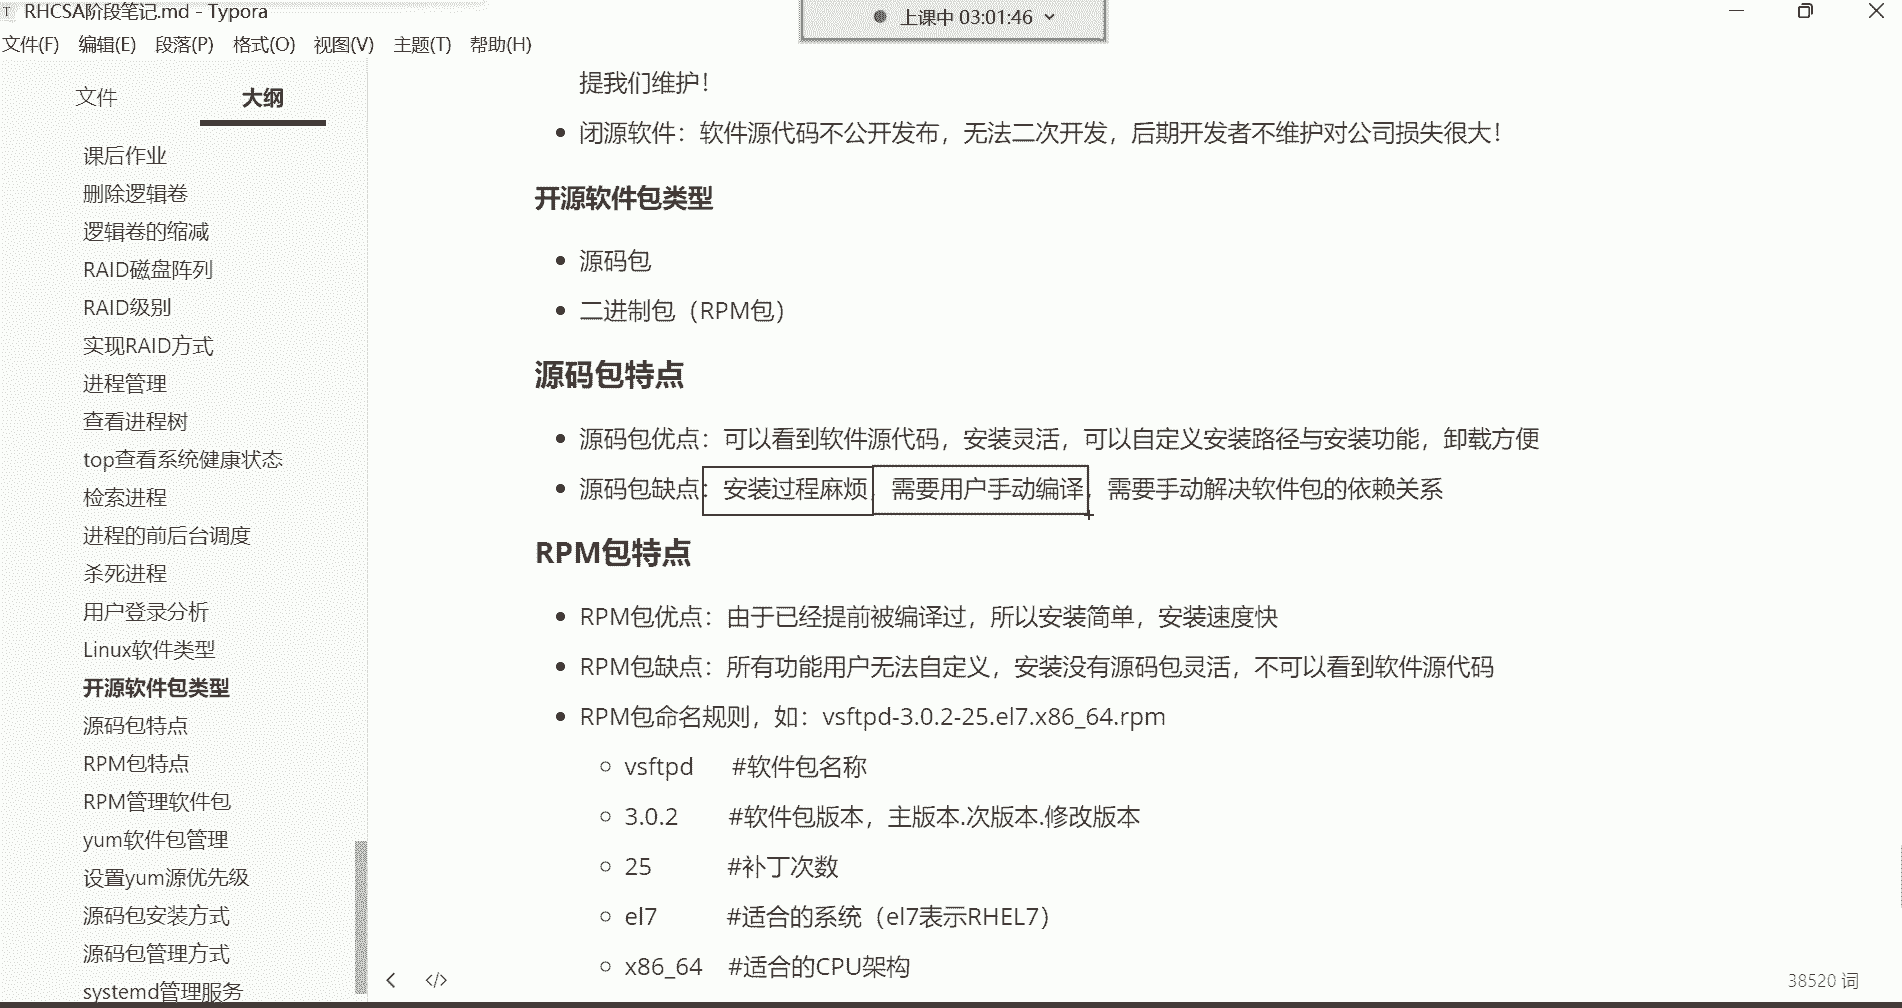 RHCSA阶段笔记.md - Typora
上课中 03:01:46
文件(F) 编辑(E) 段落(P) 格式(O) 视图(V) 主题(T) 帮助(H)
文件 大纲
课后作业
删除逻辑卷
逻辑卷的缩减
RAID磁盘阵列
RAID级别
实现RAID方式
进程管理
查看进程树
top查看系统健康状态
检索进程
进程的前后台调度
杀死进程
用户登录分析
Linux软件类型
开源软件包类型
源码包特点
RPM包特点
RPM管理软件包
yum软件包管理
设置yum源优先级
源码包安装方式
源码包管理方式
systemd管理服务
提我们维护！
闭源软件：软件源代码不公开发布，无法二次开发，后期开发者不维护对公司损失很大！
开源软件包类型
源码包
二进制包（RPM包）
源码包特点
源码包优点：可以看到软件源代码，安装灵活，可以自定义安装路径与安装功能，卸载方便
源码包缺点：安装过程麻烦，需要用户手动编译，需要手动解决软件包的依赖关系
RPM包特点
RPM包优点：由于已经提前被编译过，所以安装简单，安装速度快
RPM包缺点：所有功能用户无法自定义，安装没有源码包灵活，不可以看到软件源代码
RPM包命名规则，如：vsftpd-3.0.2-25.el7.x86_64.rpm
vsftpd #软件包名称
3.0.2 #软件包版本，主版本.次版本.修改版本
25 #补丁次数
el7 #适合的系统（el7表示RHEL7）
x86_64 #适合的CPU架构
38520 词